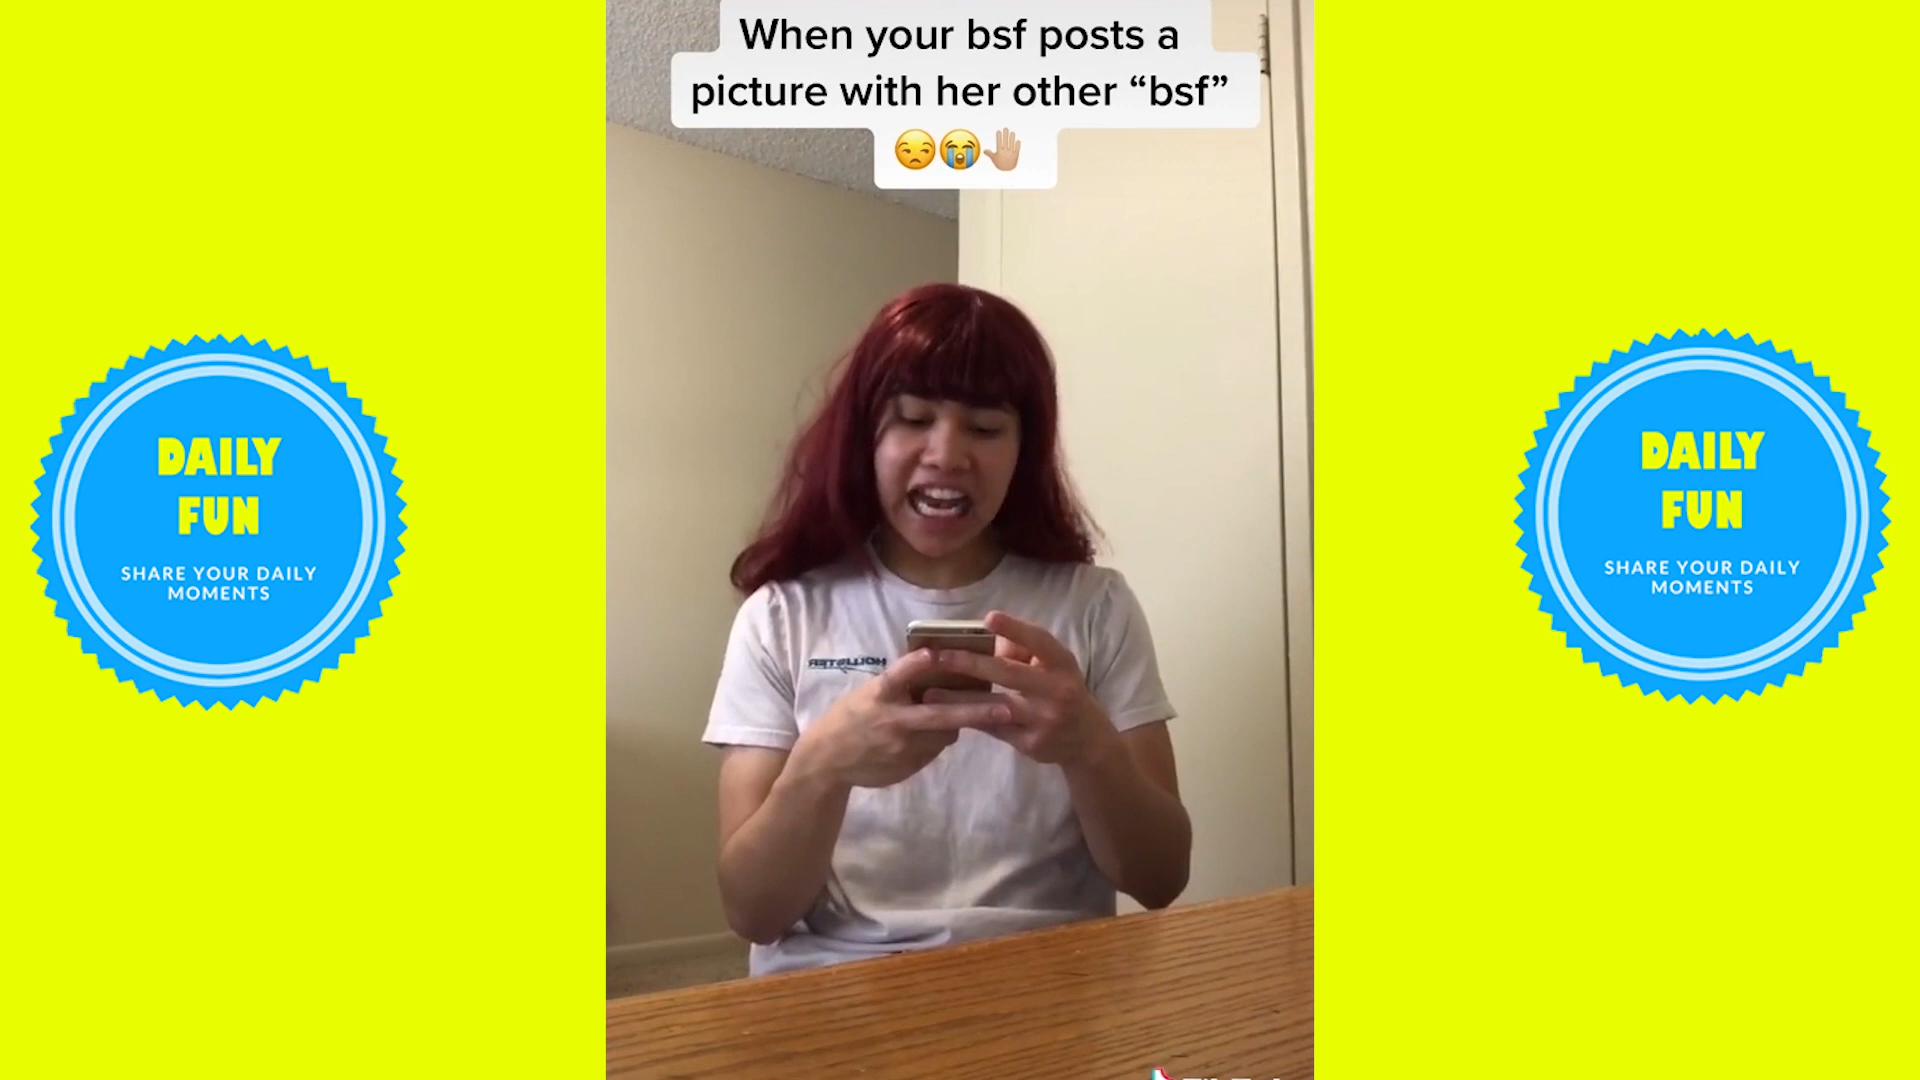 When your bsf posts a
picture with her other “bsf”
😒😭🤚🏼
DAILY
FUN
SHARE YOUR DAILY
MOMENTS
HOLLISTER
DAILY
FUN
SHARE YOUR DAILY
MOMENTS